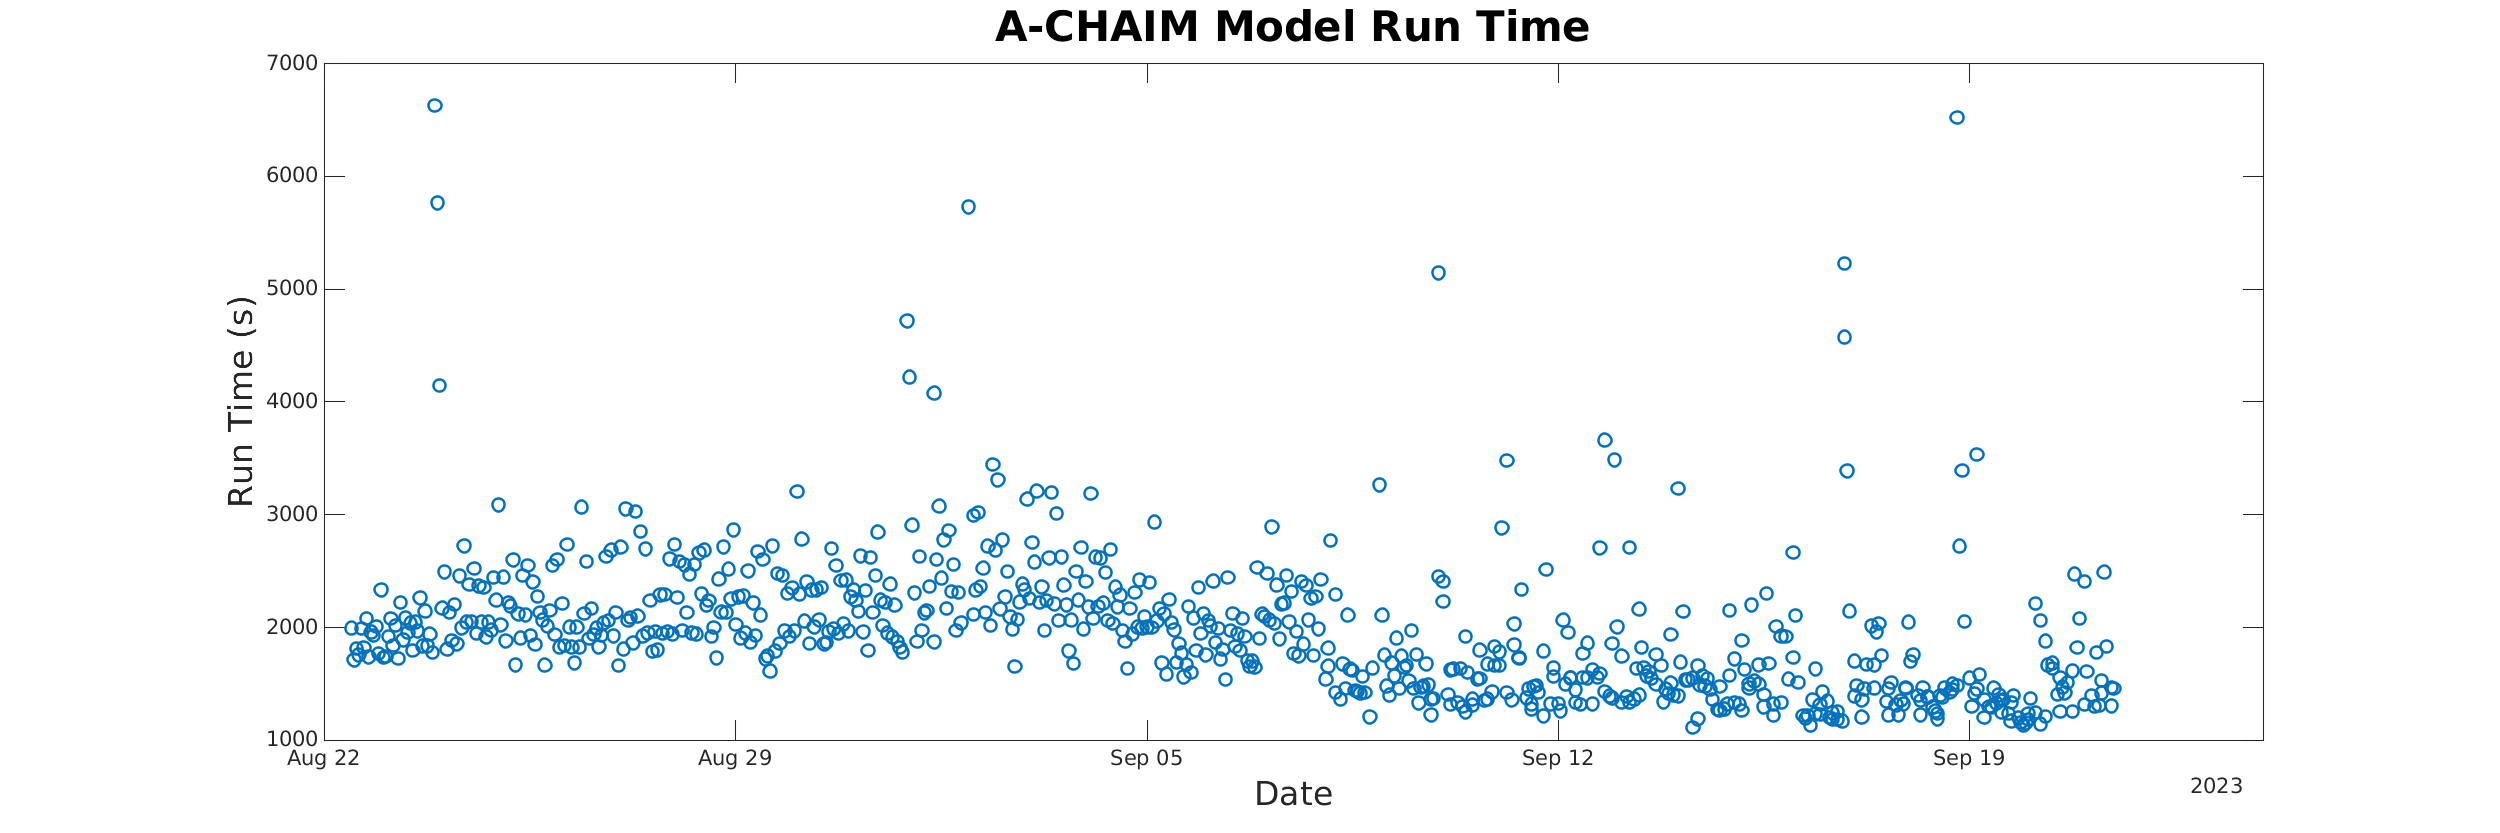 A-CHAIM Model Run Time
7000
6000
5000
4000
3000
2000
1000
Run Time (s)
Aug 22
Aug 29
Sep 05
Sep 12
Sep 19
2023
Date